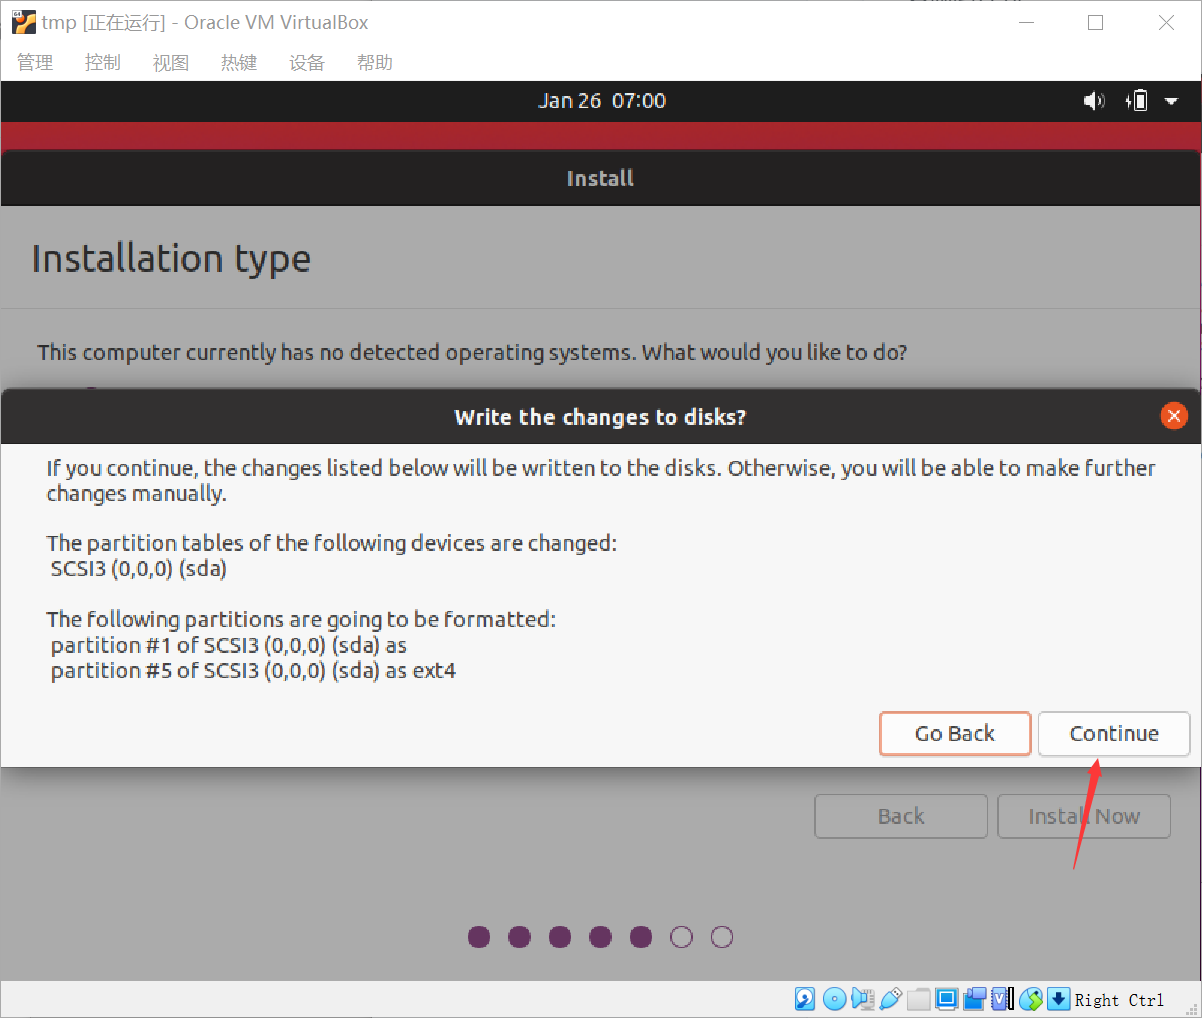 tmp [正在运行] - Oracle VM VirtualBox
管理 控制 视图 热键 设备 帮助
Jan 26 07:00
Install
Installation type
This computer currently has no detected operating systems. What would you like to do?
Write the changes to disks?
If you continue, the changes listed below will be written to the disks. Otherwise, you will be able to make further
changes manually.
The partition tables of the following devices are changed:
SCSI3 (0,0,0) (sda)
The following partitions are going to be formatted:
partition #1 of SCSI3 (0,0,0) (sda) as
partition #5 of SCSI3 (0,0,0) (sda) as ext4
Go Back Continue
Back Install Now
Right Ctrl